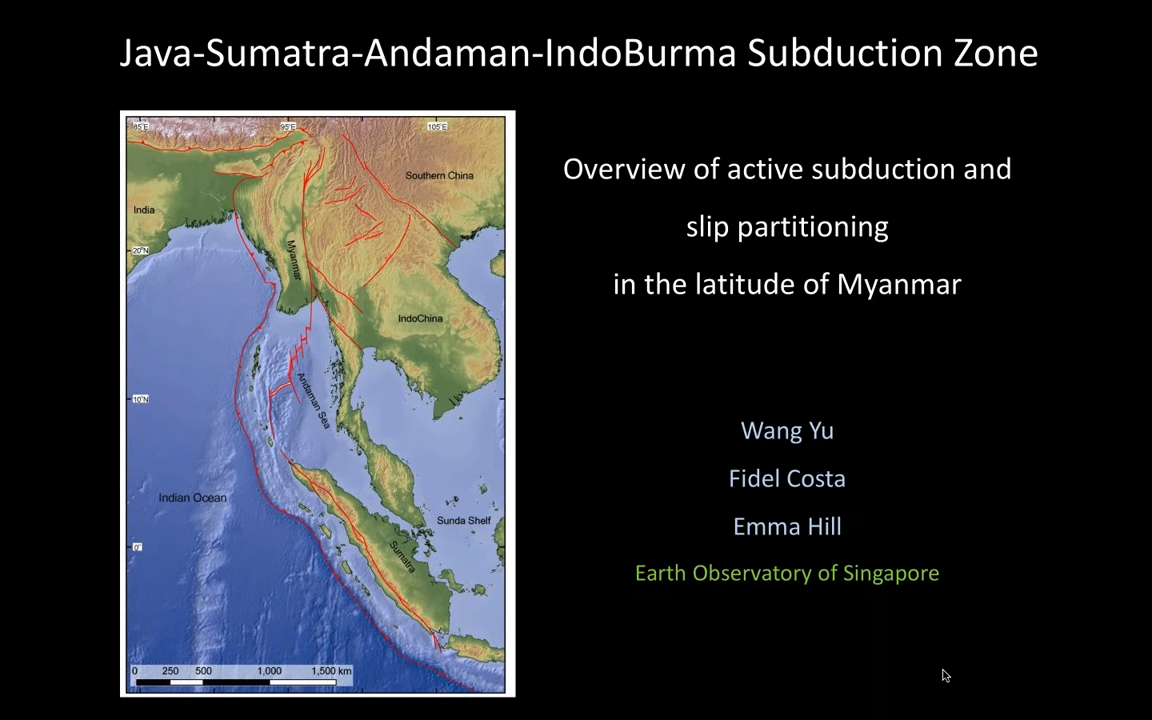 Java-Sumatra-Andaman-IndoBurma Subduction Zone
85°E
95°E
105°E
Southern China
India
20°N
Myanmar
IndoChina
10°N
Andaman Sea
Indian Ocean
Sunda Shelf
0°
Sumatra
0 250 500 1,000 1,500 km
Overview of active subduction and
slip partitioning
in the latitude of Myanmar
Wang Yu
Fidel Costa
Emma Hill
Earth Observatory of Singapore